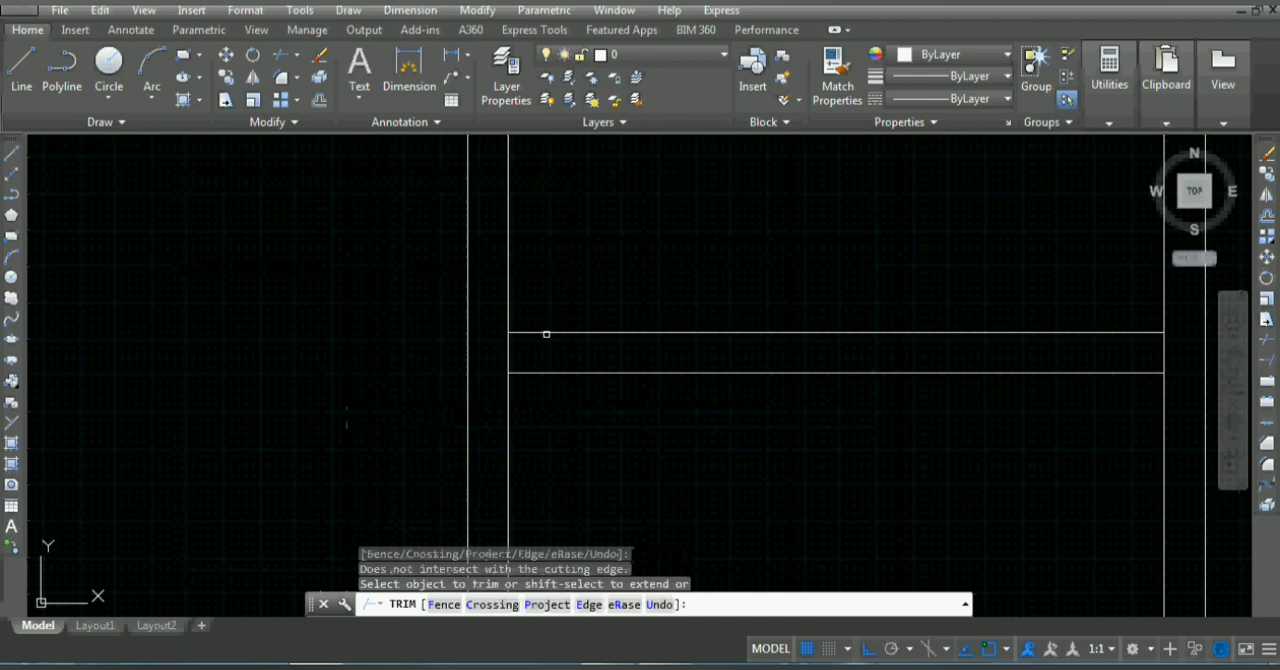 File Edit View Insert Format Tools Draw Dimension Modify Parametric Window Help Express
Home Insert Annotate Parametric View Manage Output Add-ins A360 Express Tools Featured Apps BIM 360 Performance
0 ByLayer
ByLayer
ByLayer
Line Polyline Circle Arc Text Dimension Layer Properties Insert Match Properties Group Utilities Clipboard View
Draw Modify Annotation Layers Block Properties Groups
N
W TOP E
S
[Fence/Crossing/Project/Edge/eRase/Undo]:
Does not intersect with the cutting edge.
Select object to trim or shift-select to extend or
TRIM [Fence Crossing Project Edge eRase Undo]:
A
Y
X
Model Layout1 Layout2 +
MODEL 1:1